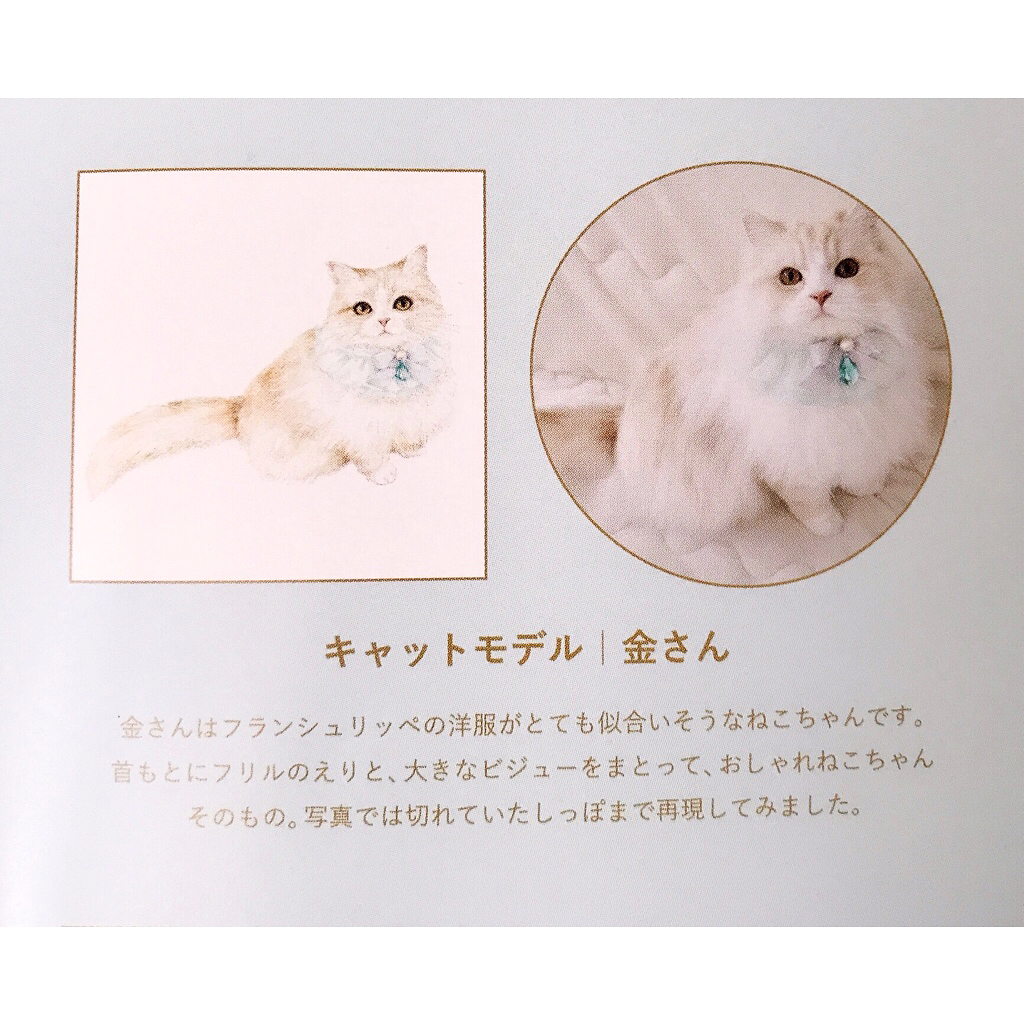 キャットモデル｜金さん
金さんはフランシュリッペの洋服がとても似合いそうなねこちゃんです。
首もとにフリルのえりと、大きなビジューをまとって、おしゃれねこちゃん
そのもの。写真では切れていたしっぽまで再現してみました。